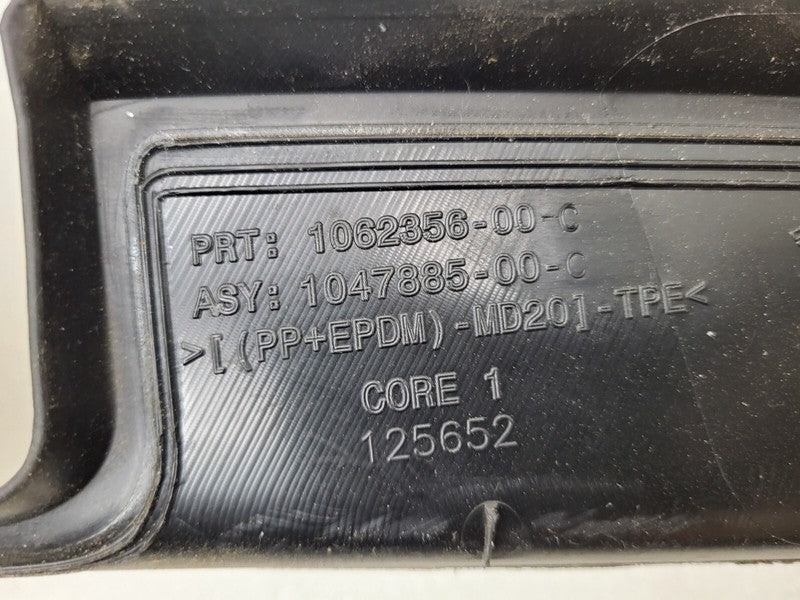 PRT: 1062356-00-C
ASY: 1047885-00-C
>[(PP+EPDM)-MD20]-TPE<
CORE 1
125652